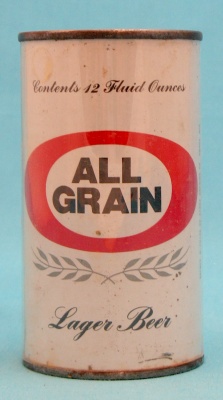 Contents 12 Fluid Ounces
ALL
GRAIN
Lager Beer